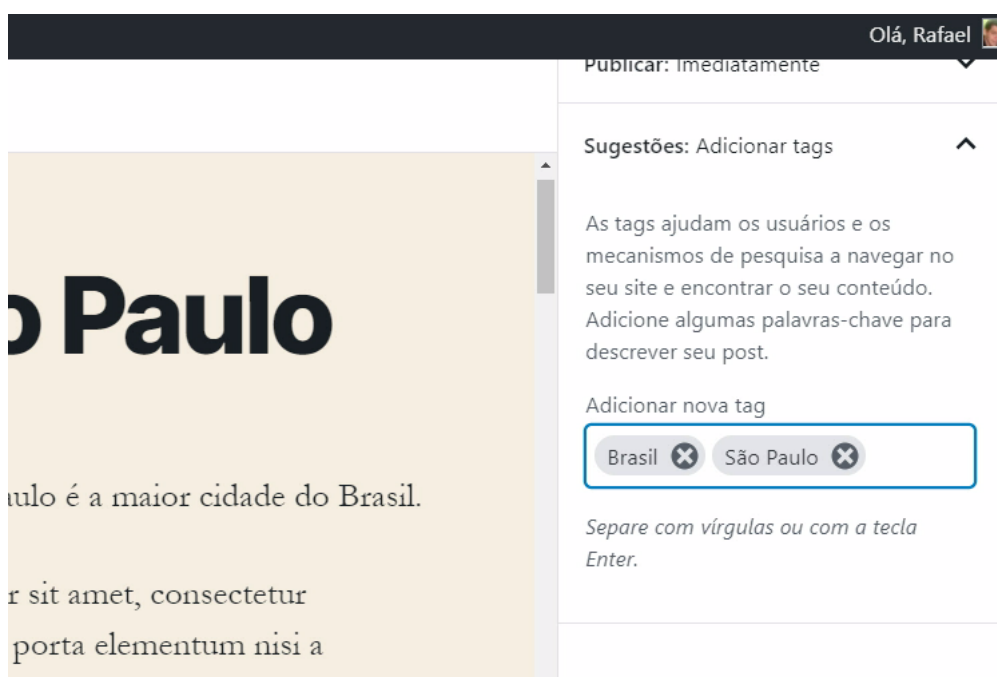 Olá, Rafael
Publicar: Imediatamente
Sugestões: Adicionar tags
As tags ajudam os usuários e os
mecanismos de pesquisa a navegar no
seu site e encontrar o seu conteúdo.
Adicione algumas palavras-chave para
descrever seu post.
Adicionar nova tag
Brasil São Paulo
Separe com vírgulas ou com a tecla
Enter.
o Paulo
aulo é a maior cidade do Brasil.
r sit amet, consectetur
porta elementum nisi a